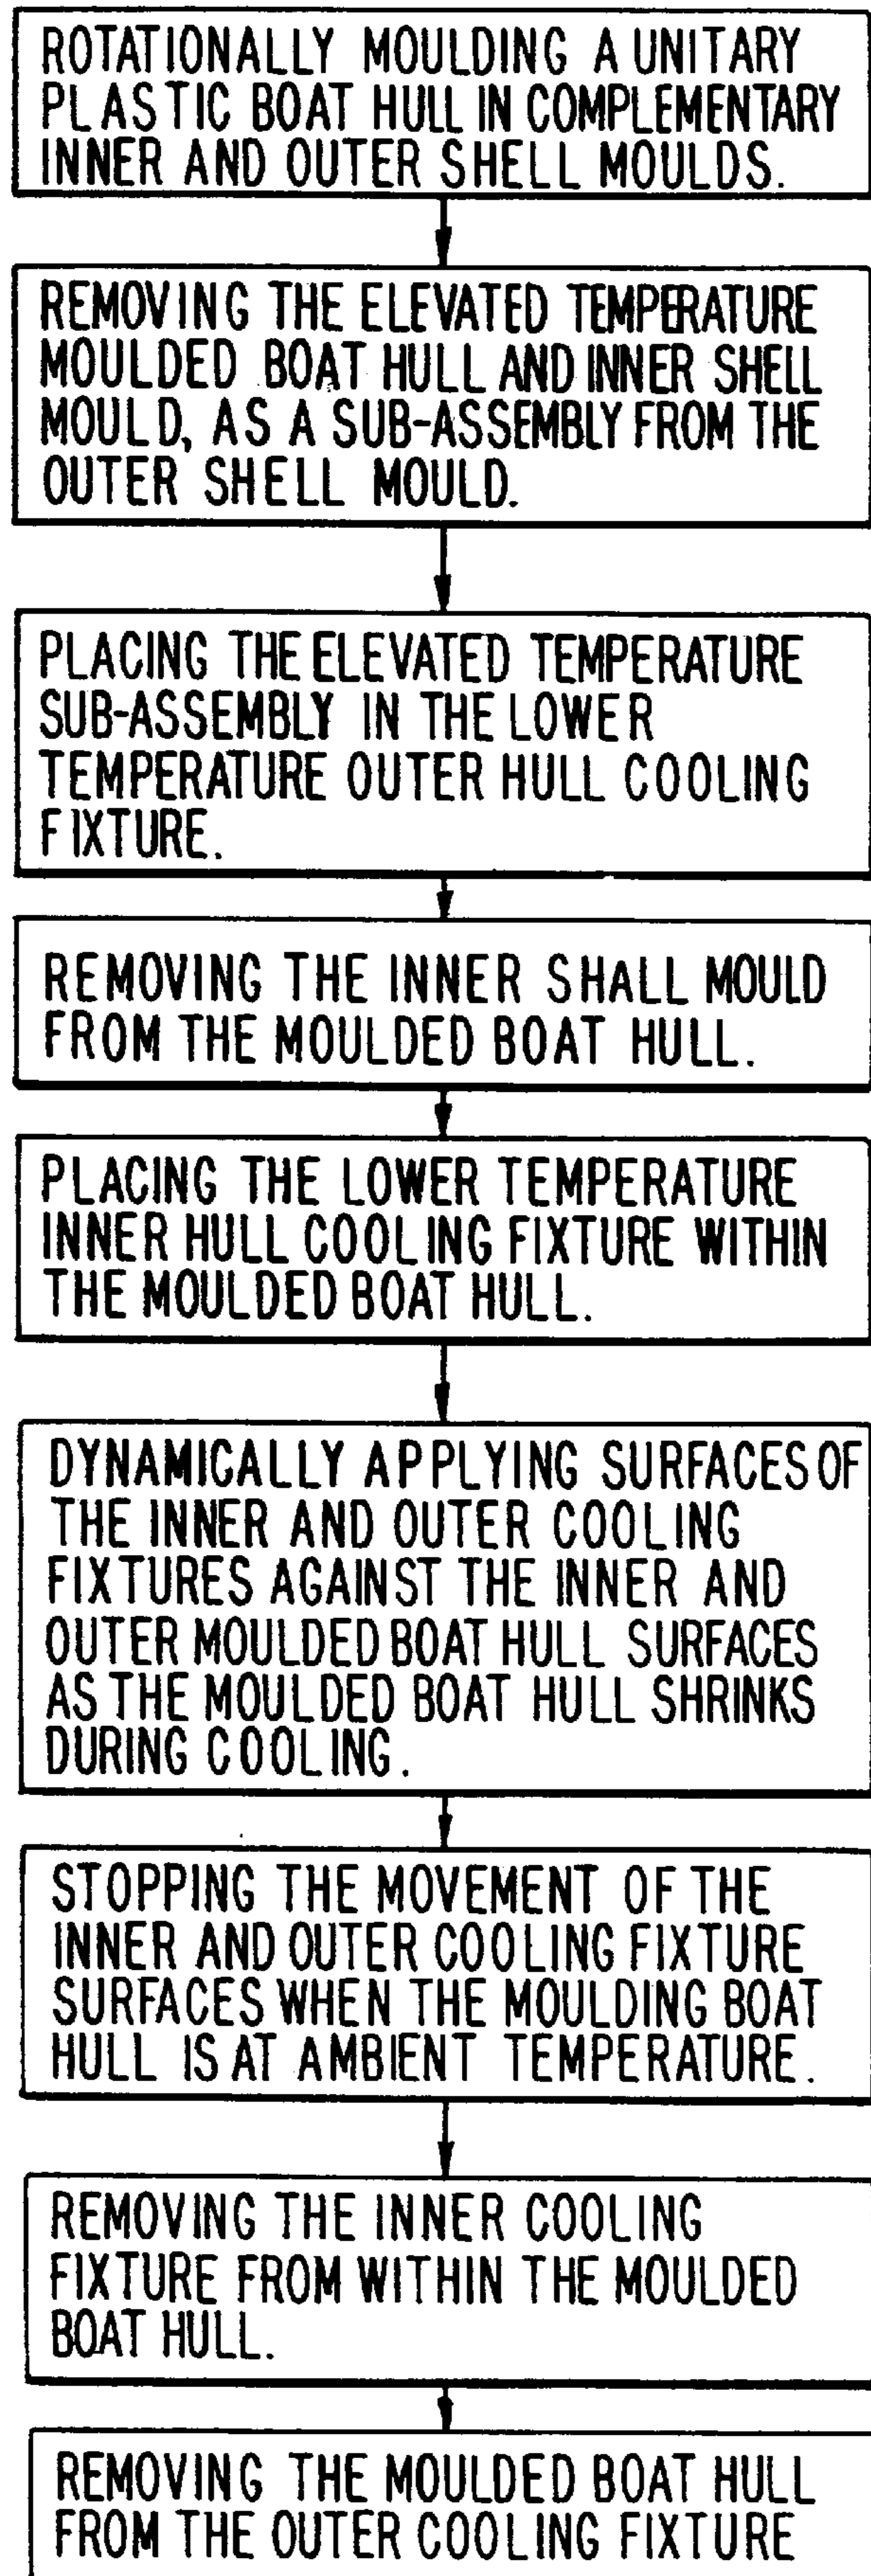 ROTATIONALLY MOULDING A UNITARY
PLASTIC BOAT HULL IN COMPLEMENTARY
INNER AND OUTER SHELL MOULDS.
REMOVING THE ELEVATED TEMPERATURE
MOULDED BOAT HULL AND INNER SHELL
MOULD, AS A SUB-ASSEMBLY FROM THE
OUTER SHELL MOULD.
PLACING THE ELEVATED TEMPERATURE
SUB-ASSEMBLY IN THE LOWER
TEMPERATURE OUTER HULL COOLING
FIXTURE.
REMOVING THE INNER SHALL MOULD
FROM THE MOULDED BOAT HULL.
PLACING THE LOWER TEMPERATURE
INNER HULL COOLING FIXTURE WITHIN
THE MOULDED BOAT HULL.
DYNAMICALLY APPLYING SURFACES OF
THE INNER AND OUTER COOLING
FIXTURES AGAINST THE INNER AND
OUTER MOULDED BOAT HULL SURFACES
AS THE MOULDED BOAT HULL SHRINKS
DURING COOLING.
STOPPING THE MOVEMENT OF THE
INNER AND OUTER COOLING FIXTURE
SURFACES WHEN THE MOULDING BOAT
HULL IS AT AMBIENT TEMPERATURE.
REMOVING THE INNER COOLING
FIXTURE FROM WITHIN THE MOULDED
BOAT HULL.
REMOVING THE MOULDED BOAT HULL
FROM THE OUTER COOLING FIXTURE